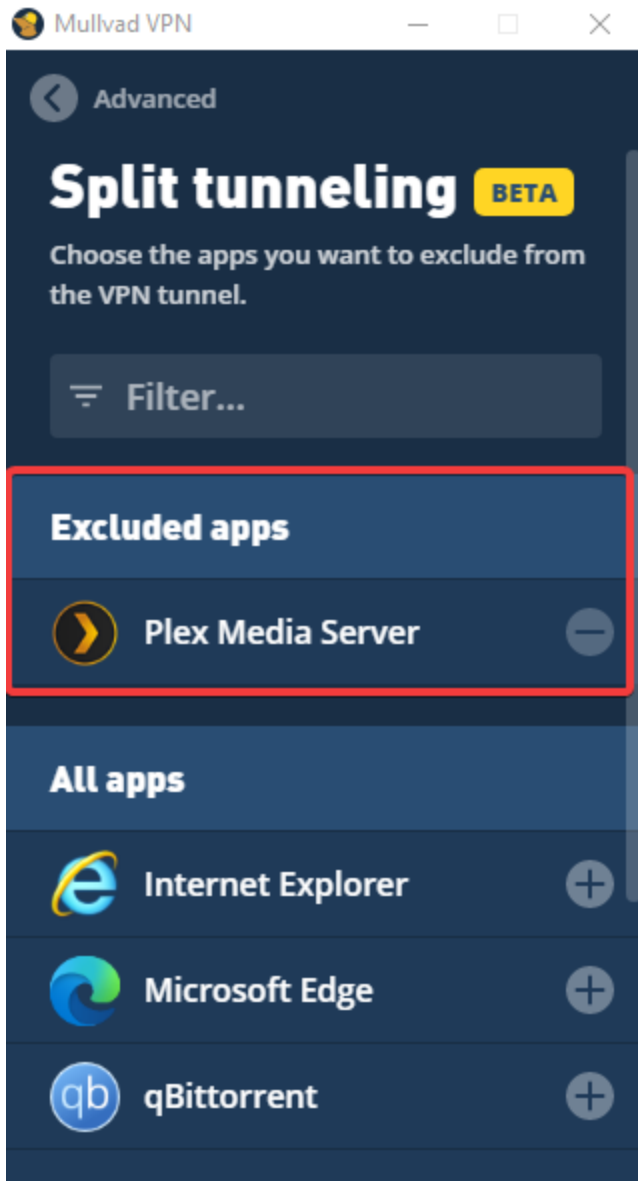 Mullvad VPN
Advanced
Split tunneling BETA
Choose the apps you want to exclude from
the VPN tunnel.
Filter...
Excluded apps
Plex Media Server
All apps
Internet Explorer
Microsoft Edge
qb qBittorrent